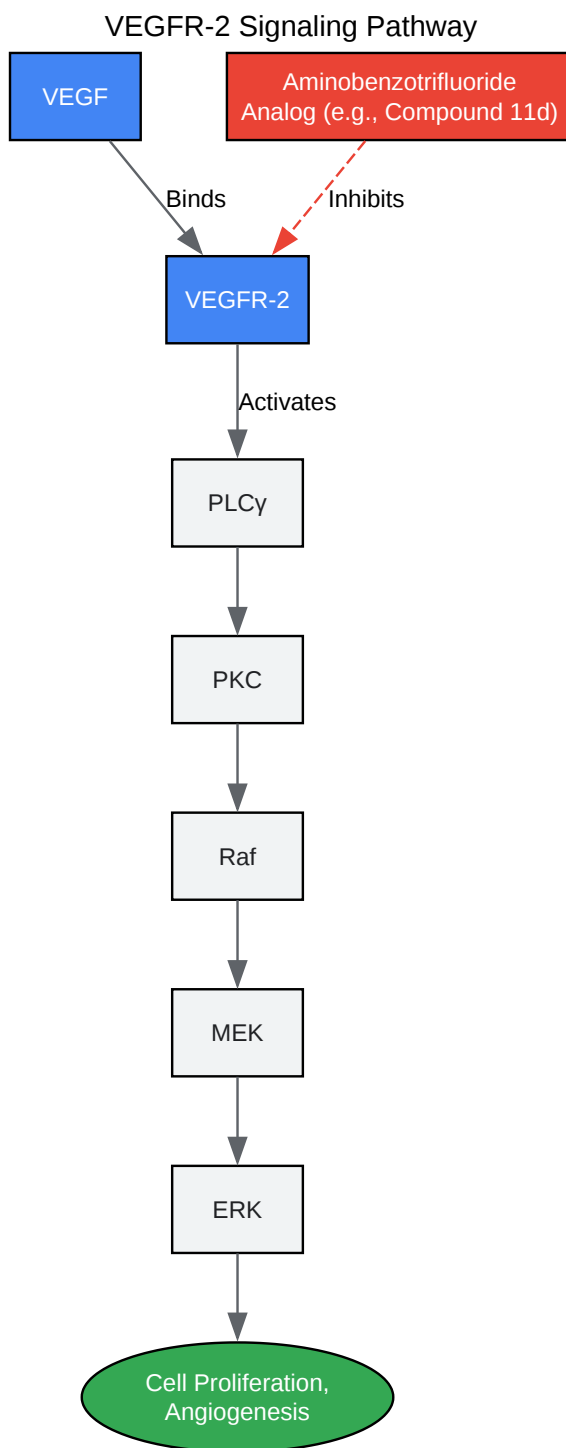 VEGFR-2 Signaling Pathway
VEGF
Aminobenzotrifluoride
Analog (e.g., Compound 11d)
Binds
Inhibits
VEGFR-2
Activates
PLCγ
PKC
Raf
MEK
ERK
Cell Proliferation,
Angiogenesis